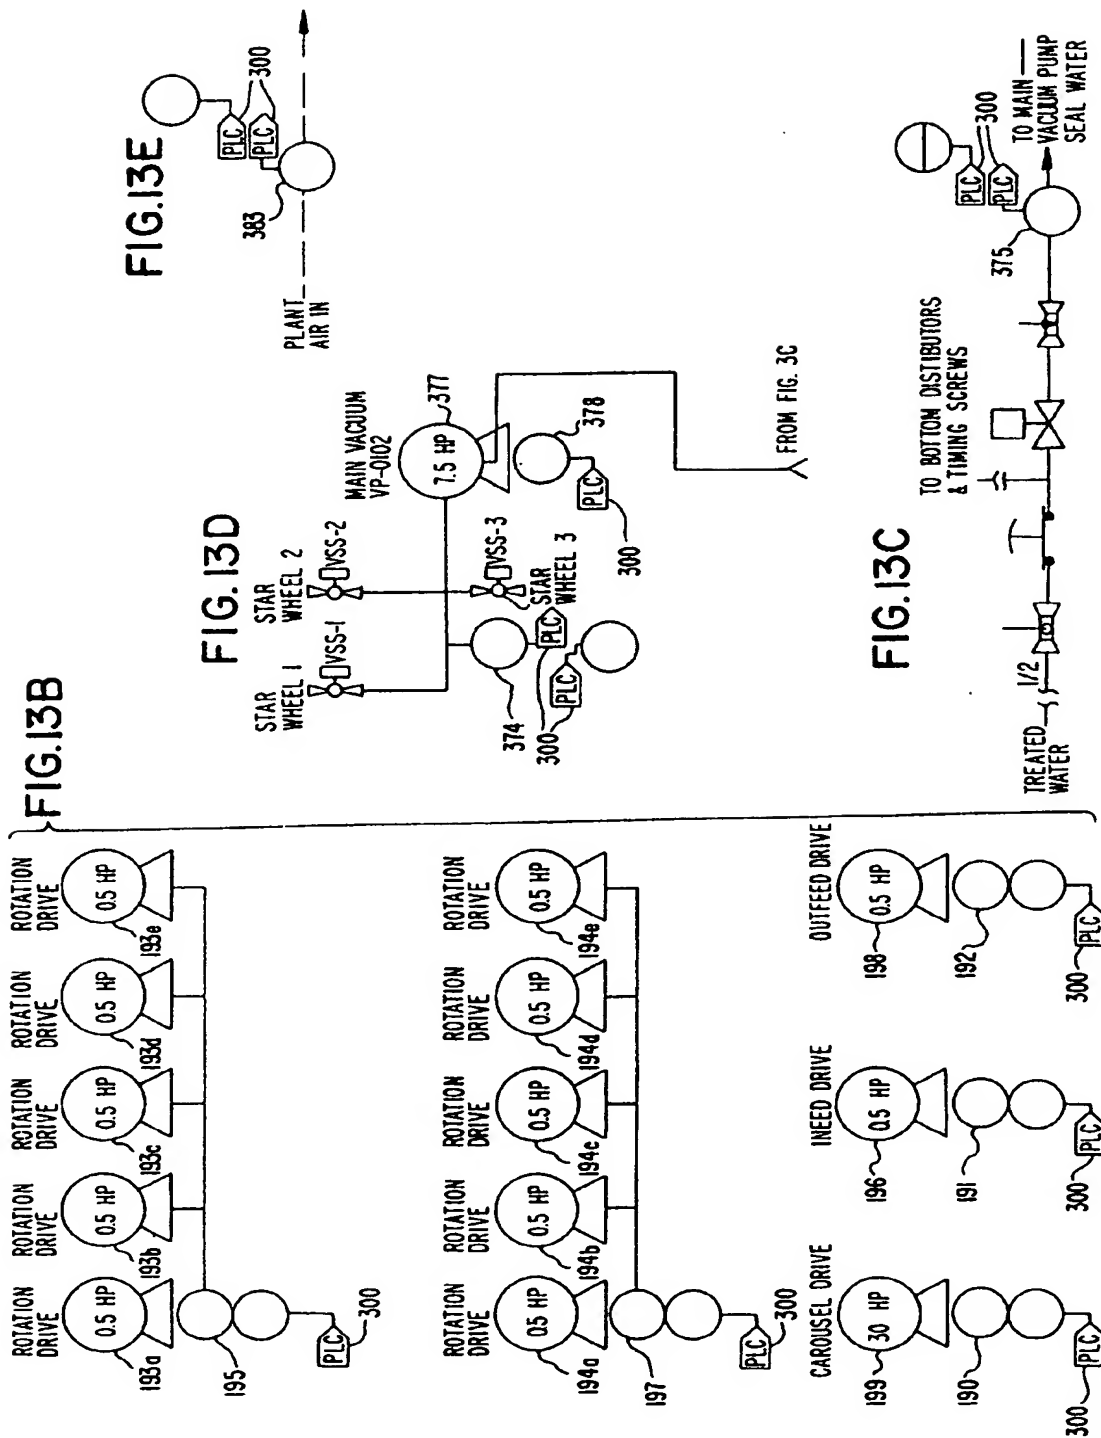 FIG.13B
ROTATION
DRIVE
0.5 HP
193a
ROTATION
DRIVE
0.5 HP
193b
ROTATION
DRIVE
0.5 HP
193c
ROTATION
DRIVE
0.5 HP
193d
ROTATION
DRIVE
0.5 HP
193e
195
PLC
300
ROTATION
DRIVE
0.5 HP
194a
ROTATION
DRIVE
0.5 HP
194b
ROTATION
DRIVE
0.5 HP
194c
ROTATION
DRIVE
0.5 HP
194d
ROTATION
DRIVE
0.5 HP
194e
197
PLC
300
CAROUSEL DRIVE
30 HP
199
190
PLC
300
INEED DRIVE
0.5 HP
196
191
PLC
300
OUTFEED DRIVE
0.5 HP
198
192
PLC
300
FIG.13D
STAR
WHEEL 1
VSS-1
STAR
WHEEL 2
VSS-2
VSS-3
STAR
WHEEL 3
MAIN VACUUM
VP-0102
7.5 HP
377
378
PLC
300
374
PLC
PLC
300
FROM FIG. 3C
FIG.13E
PLANT
AIR IN
383
PLC
PLC
300
FIG.13C
TREATED
WATER
1/2
TO BOTTOM DISTRIBUTORS
& TIMING SCREWS
375
PLC
PLC
300
TO MAIN
VACUUM PUMP
SEAL WATER